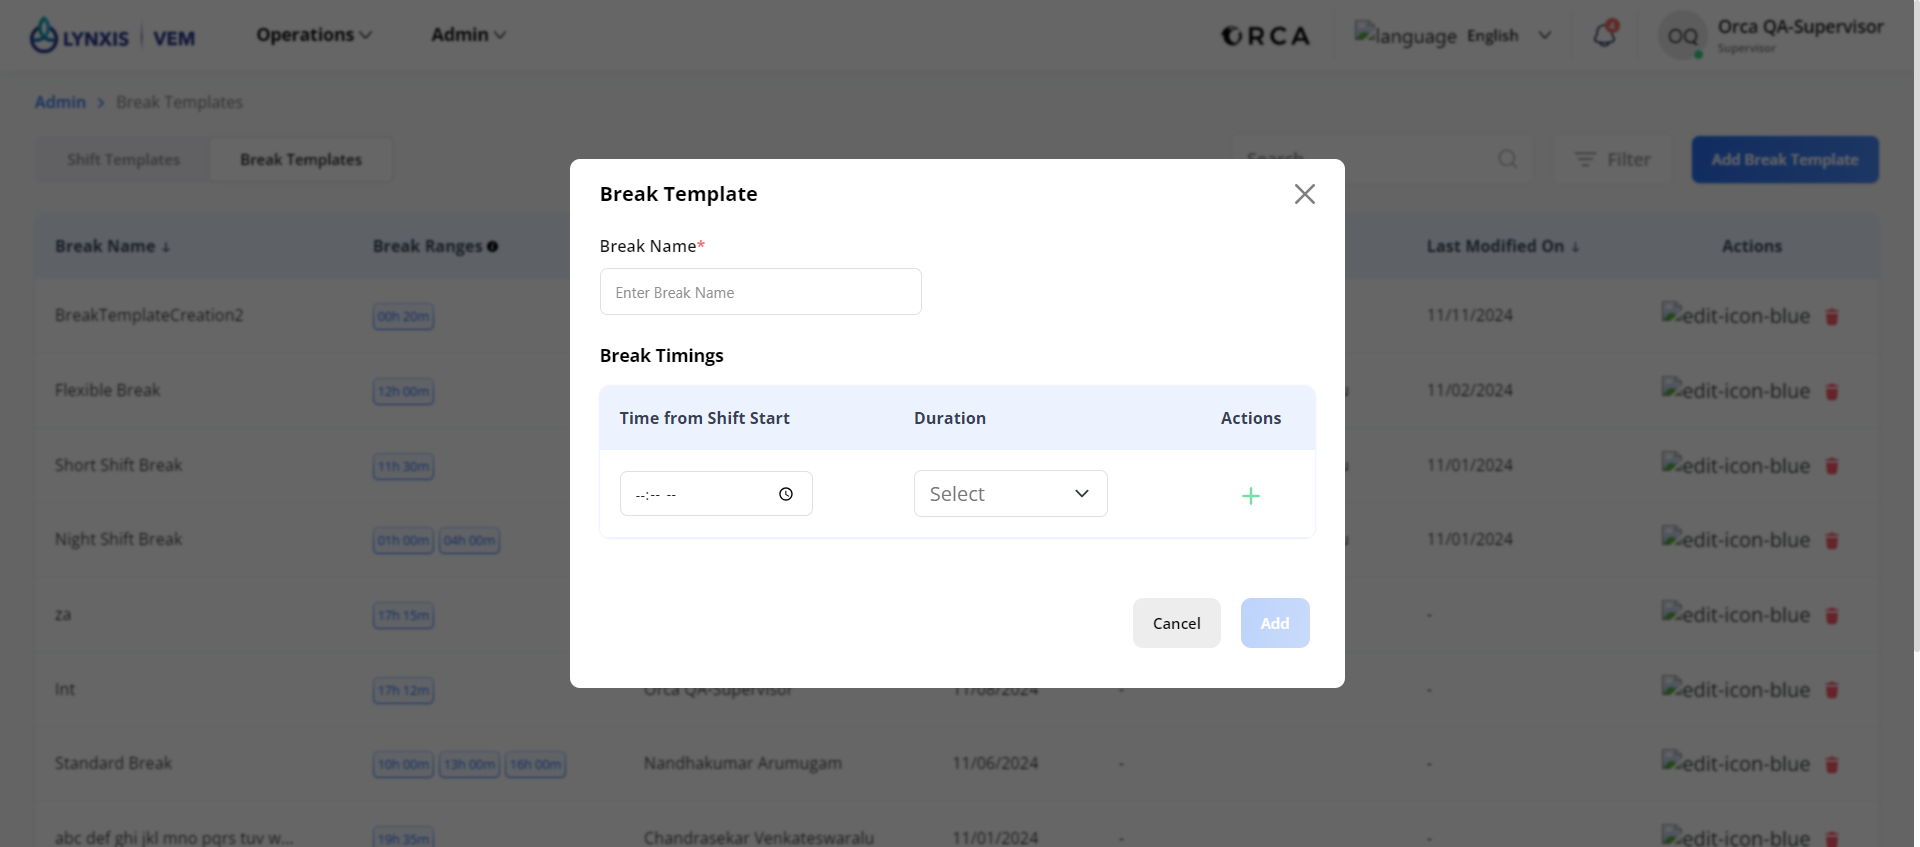 LYNXIS | VEM Operations Admin ORCA language English 4 OQ Orca QA-Supervisor
Supervisor
Admin > Break Templates
Shift Templates Break Templates Search Filter Add Break Template
Break Name ↓ Break Ranges Last Modified On ↓ Actions
BreakTemplateCreation2 00h 20m 11/11/2024 edit-icon-blue
Flexible Break 12h 00m 11/02/2024 edit-icon-blue
Short Shift Break 11h 30m 11/01/2024 edit-icon-blue
Night Shift Break 01h 00m 04h 00m 11/01/2024 edit-icon-blue
za 17h 15m - edit-icon-blue
Int 17h 12m Orca QA-Supervisor 11/08/2024 - - edit-icon-blue
Standard Break 10h 00m 13h 00m 16h 00m Nandhakumar Arumugam 11/06/2024 - - edit-icon-blue
abc def ghi jkl mno pqrs tuv w... 19h 35m Chandrasekar Venkateswaralu 11/01/2024 - - edit-icon-blue
Break Template
Break Name*
Enter Break Name
Break Timings
Time from Shift Start Duration Actions
--:-- -- Select +
Cancel Add